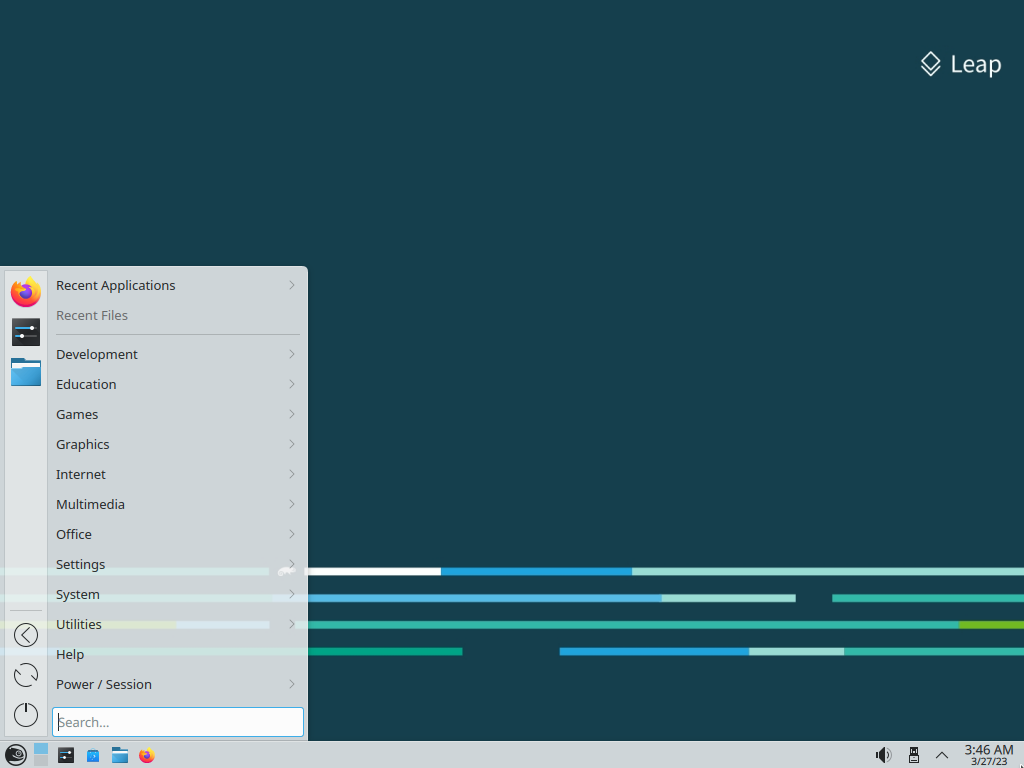 Leap
Recent Applications
Recent Files
Development
Education
Games
Graphics
Internet
Multimedia
Office
Settings
System
Utilities
Help
Power / Session
Search...
3:46 AM
3/27/23